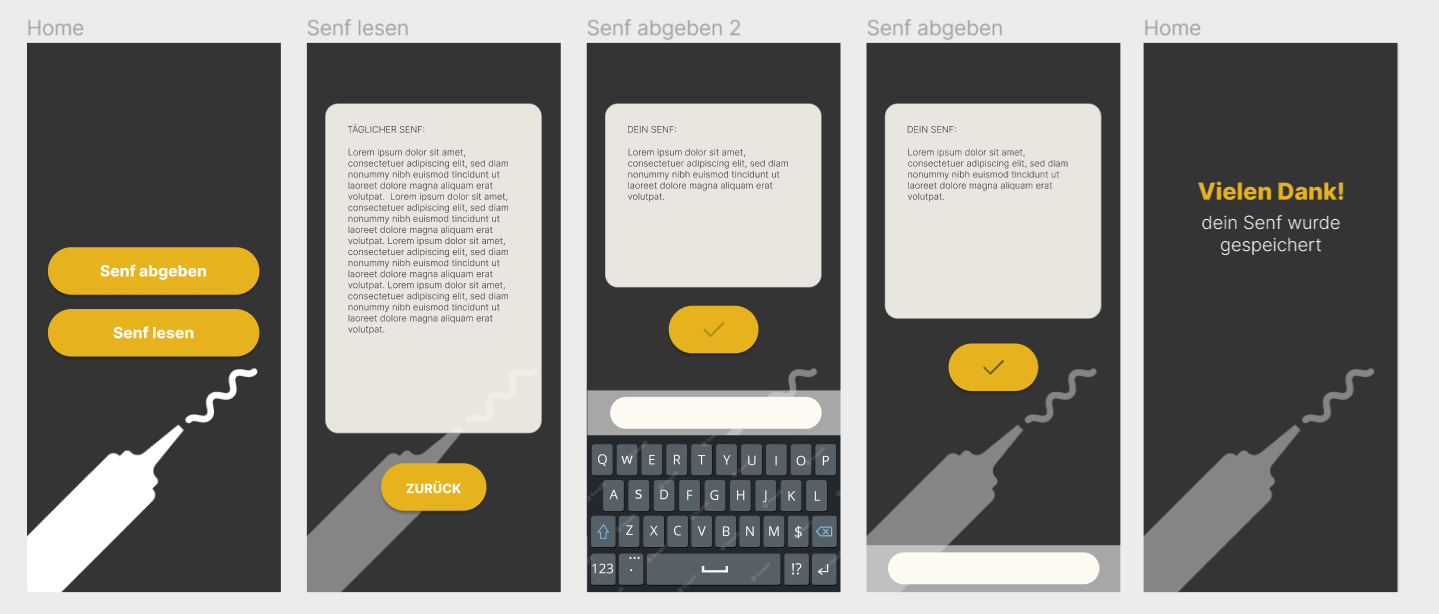 Home
Senf abgeben
Senf lesen
Senf lesen
TÄGLICHER SENF:
Lorem ipsum dolor sit amet,
consectetuer adipiscing elit, sed diam
nonummy nibh euismod tincidunt ut
laoreet dolore magna aliquam erat
volutpat.  Lorem ipsum dolor sit amet,
consectetuer adipiscing elit, sed diam
nonummy nibh euismod tincidunt ut
laoreet dolore magna aliquam erat
volutpat. Lorem ipsum dolor sit amet,
consectetuer adipiscing elit, sed diam
nonummy nibh euismod tincidunt ut
laoreet dolore magna aliquam erat
volutpat. Lorem ipsum dolor sit amet,
consectetuer adipiscing elit, sed diam
nonummy nibh euismod tincidunt ut
laoreet dolore magna aliquam erat
volutpat.
ZURÜCK
Senf abgeben 2
DEIN SENF:
Lorem ipsum dolor sit amet,
consectetuer adipiscing elit, sed diam
nonummy nibh euismod tincidunt ut
laoreet dolore magna aliquam erat
volutpat.
Q W E R T Y U I O P
A S D F G H J K L
Z X C V B N M $
123 ... . !?
Senf abgeben
DEIN SENF:
Lorem ipsum dolor sit amet,
consectetuer adipiscing elit, sed diam
nonummy nibh euismod tincidunt ut
laoreet dolore magna aliquam erat
volutpat.
Home
Vielen Dank!
dein Senf wurde
gespeichert